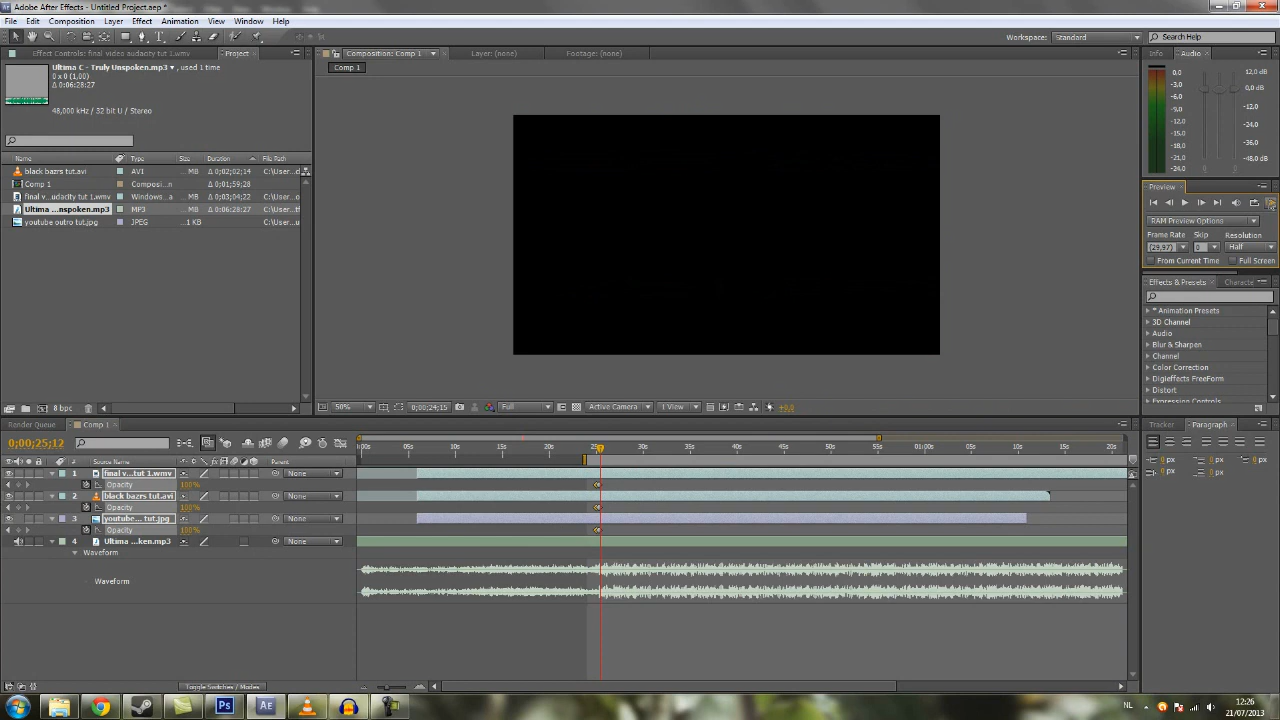 Adobe After Effects - Untitled Project.aep *
File Edit Composition Layer Effect Animation View Window Help
Workspace: Standard Search Help
Effect Controls: final video audacity tut 1.wmv Project
Composition: Comp 1 Layer: (none) Footage: (none)
Info Audio
Comp 1
Ultima C - Truly Unspoken.mp3 , used 1 time
0 x 0 (1,00)
Δ 0:06:28:27
48,000 kHz / 32 bit U / Stereo
0.0 12,0 dB
-3.0 0,0 dB
-6.0
-9.0 -12.0
-12.0 -24.0
-15.0
-18.0 -36.0
-21.0
-24.0 -48,0 dB
Name Type Size Duration File Path
black bazrs tut.avi AVI ... MB Δ 0:02:02;14 C:\User...d
Comp 1 Composi...n Δ 0:01:59:28
final v...udacity tut 1.wmv Windows...a ... MB Δ 0:03:04;22 C:\User...o
Ultima ...nspoken.mp3 MP3 ... MB Δ 0:06:28:27 C:\User...tt
youtube outro tut.jpg JPEG ...1 KB C:\User...o
Preview
RAM Preview Options
Frame Rate Skip Resolution
(29,97) 0 Half
From Current Time Full Screen
Effects & Presets Characte
* Animation Presets
3D Channel
Audio
Blur & Sharpen
Channel
Color Correction
Digieffects FreeForm
Distort
Expression Controls
8 bpc
50% 0;00;24;15 Full Active Camera 1 View +0,0
Render Queue Comp 1
Tracker Paragraph
0;00;25;12
:00s 05s 10s 15s 20s 25s 30s 35s 40s 45s 50s 55s 01:00s 05s 10s 15s 20s
# Source Name Parent
1 final v...tut 1.wmv None
Opacity 100%
2 black bazrs tut.avi None
Opacity 100%
3 youtube... tut.jpg None
Opacity 100%
4 Ultima ...ken.mp3 None
Waveform
Waveform
0 px 0 px 0 px
0 px 0 px
Toggle Switches / Modes
Ps Ae
NL 12:26
21/07/2013